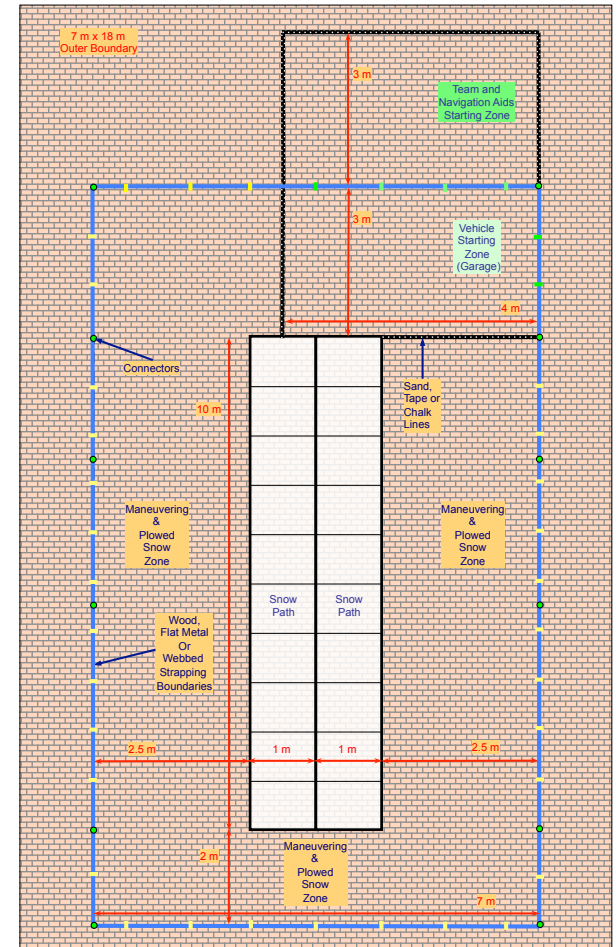 7 m x 18 m
Outer Boundary
3 m
Team and
Navigation Aids
Starting Zone
3 m
Vehicle
Starting
Zone
(Garage)
4 m
Connectors
Sand,
Tape or
Chalk
Lines
10 m
Maneuvering
&
Plowed
Snow
Zone
Maneuvering
&
Plowed
Snow
Zone
Snow
Path
Snow
Path
Wood,
Flat Metal
Or
Webbed
Strapping
Boundaries
2.5 m
1 m
1 m
2.5 m
2 m
Maneuvering
&
Plowed
Snow
Zone
7 m